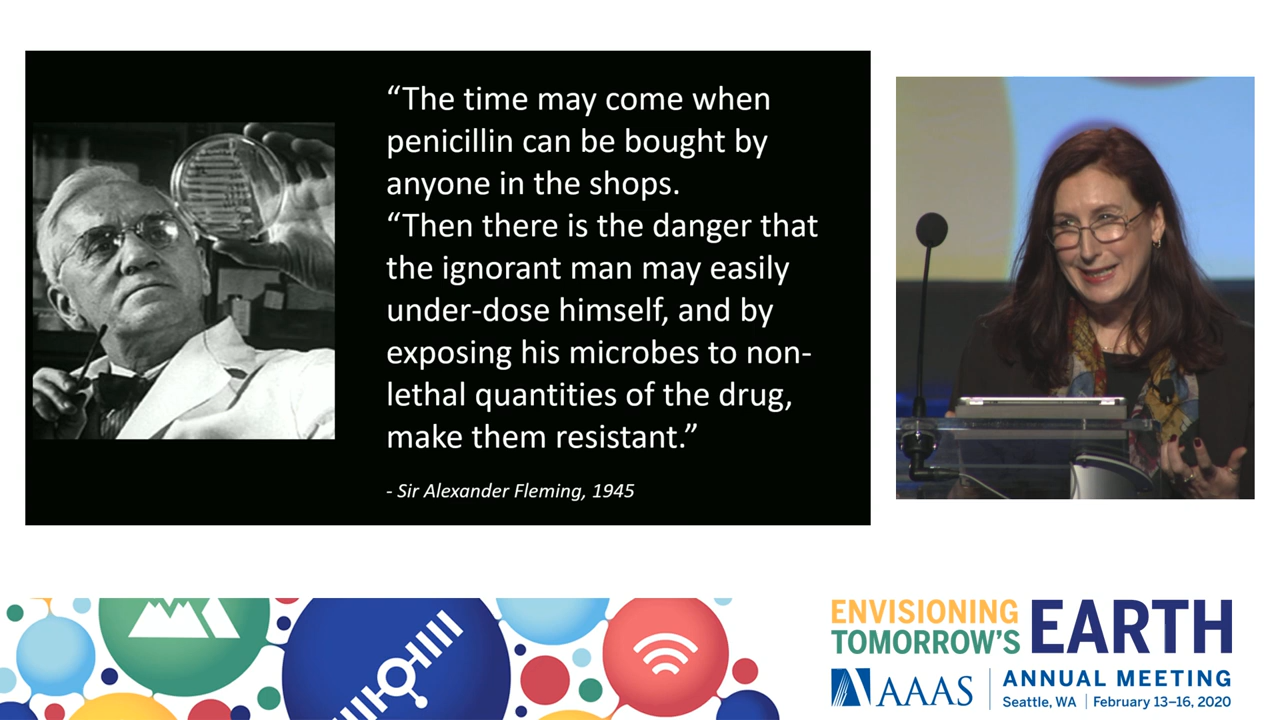 “The time may come when
penicillin can be bought by
anyone in the shops.
“Then there is the danger that
the ignorant man may easily
under-dose himself, and by
exposing his microbes to non-
lethal quantities of the drug,
make them resistant.”
- Sir Alexander Fleming, 1945
ENVISIONING
TOMORROW’S
EARTH
AAAS
ANNUAL MEETING
Seattle, WA | February 13–16, 2020